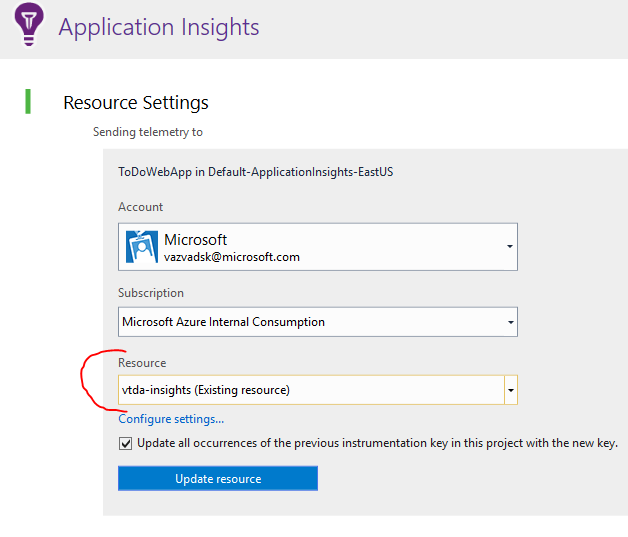 Application Insights
Resource Settings
Sending telemetry to
ToDoWebApp in Default-ApplicationInsights-EastUS
Account
Microsoft
vazvadsk@microsoft.com
Subscription
Microsoft Azure Internal Consumption
Resource
vtda-insights (Existing resource)
Configure settings...
Update all occurrences of the previous instrumentation key in this project with the new key.
Update resource